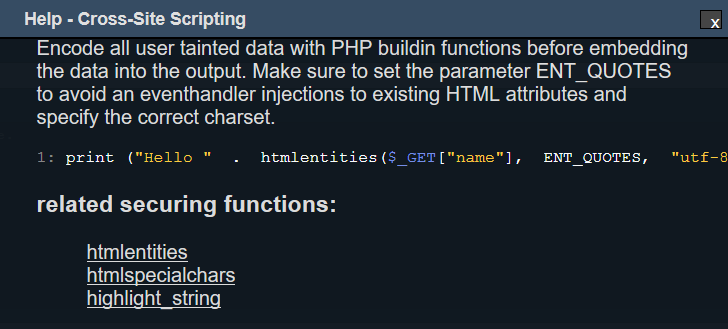 Help - Cross-Site Scripting
x
Encode all user tainted data with PHP buildin functions before embedding
the data into the output. Make sure to set the parameter ENT_QUOTES
to avoid an eventhandler injections to existing HTML attributes and
specify the correct charset.
1: print ("Hello " . htmlentities($_GET["name"], ENT_QUOTES, "utf-8
related securing functions:
htmlentities
htmlspecialchars
highlight_string